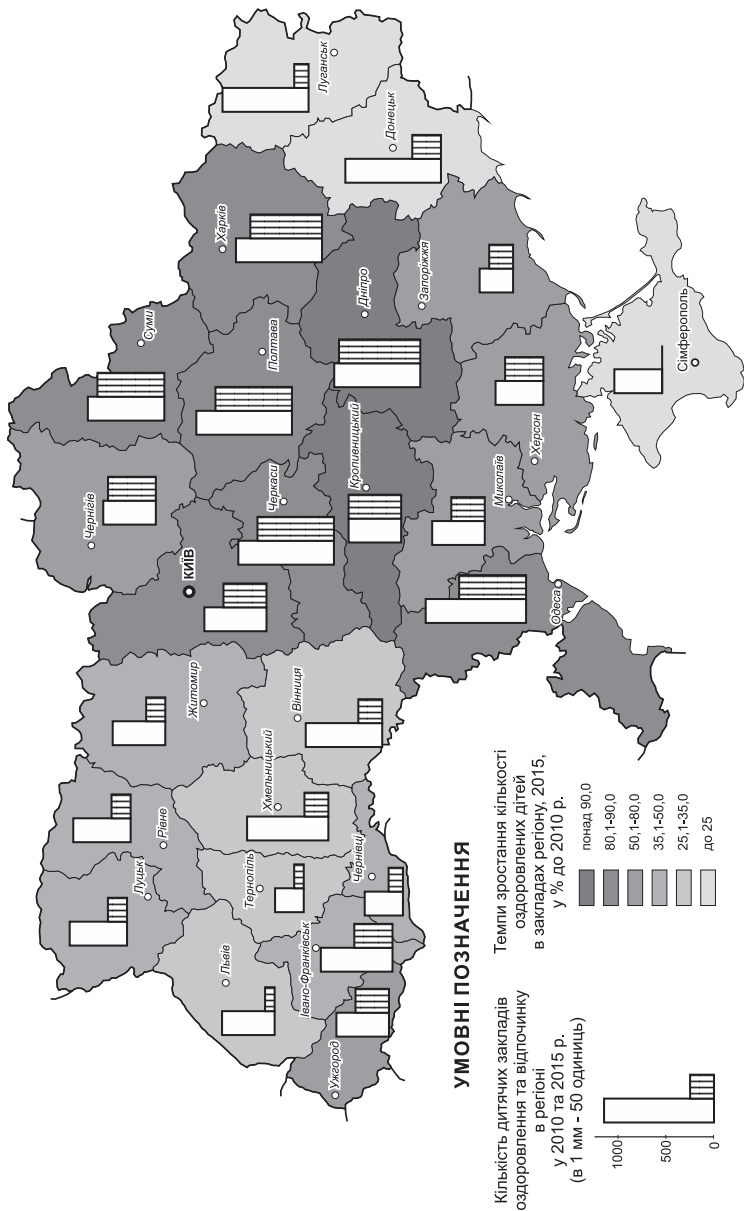 Луцьк
Рівне
Житомир
КИЇВ
Чернігів
Суми
Харків
Луганськ
Львів
Тернопіль
Хмельницький
Вінниця
Черкаси
Полтава
Ужгород
Івано-Франківськ
Чернівці
Кропивницький
Дніпро
Донецьк
Запоріжжя
Миколаїв
Херсон
Одеса
Сімферополь
УМОВНІ ПОЗНАЧЕННЯ
Кількість дитячих закладів
оздоровлення та відпочинку
в регіоні
у 2010 та 2015 р.
(в 1 мм - 50 одиниць)
1000
500
0
Темпи зростання кількості
оздоровлених дітей
в закладах регіону, 2015,
у % до 2010 р.
понад 90,0
80,1-90,0
50,1-80,0
35,1-50,0
25,1-35,0
до 25